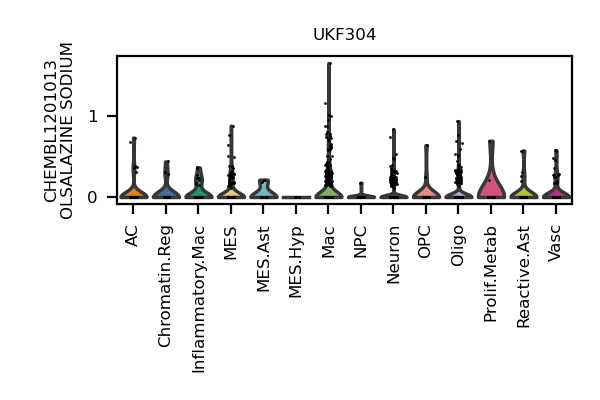 UKF304
CHEMBL1201013
OLSALAZINE SODIUM
1
0
AC
Chromatin.Reg
Inflammatory.Mac
MES
MES.Ast
MES.Hyp
Mac
NPC
Neuron
OPC
Oligo
Prolif.Metab
Reactive.Ast
Vasc